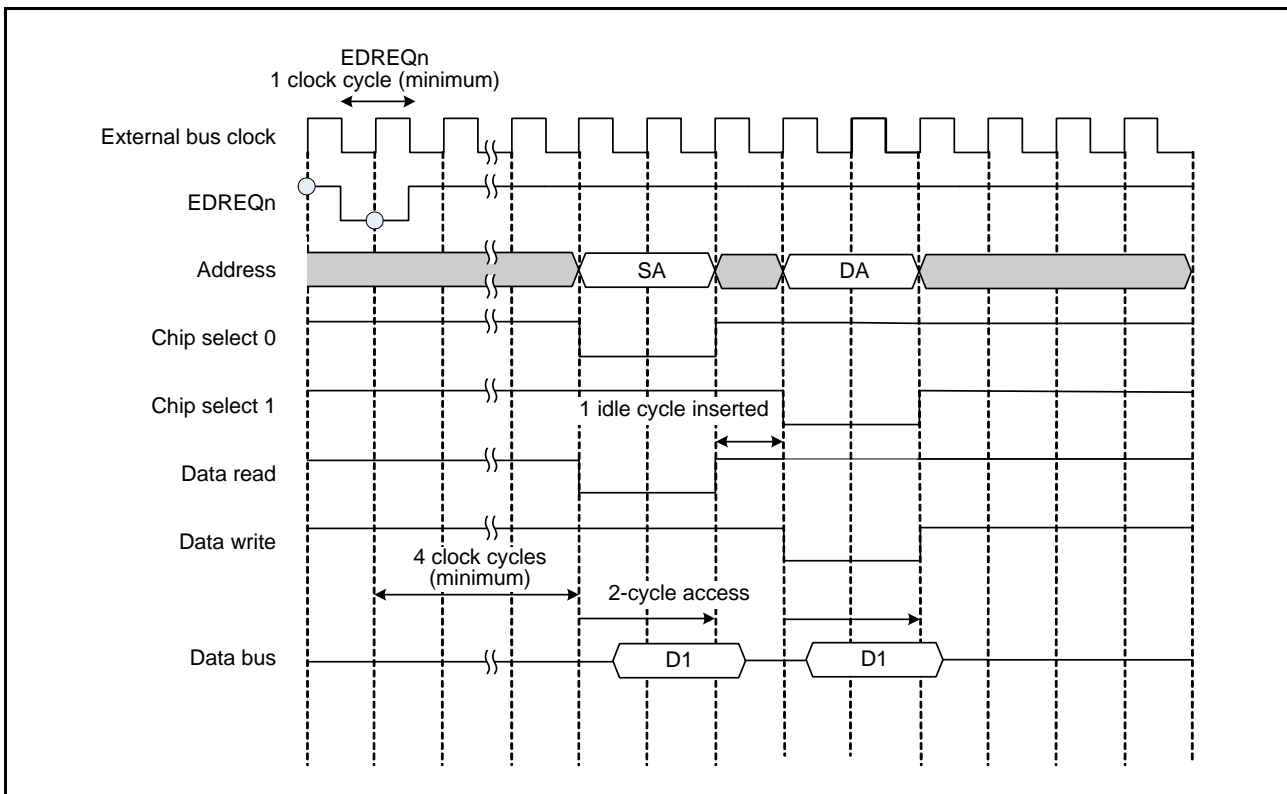 EDREQn
1 clock cycle (minimum)
External bus clock
EDREQn
Address
SA
DA
Chip select 0
Chip select 1
1 idle cycle inserted
Data read
Data write
4 clock cycles
(minimum)
2-cycle access
Data bus
D1
D1